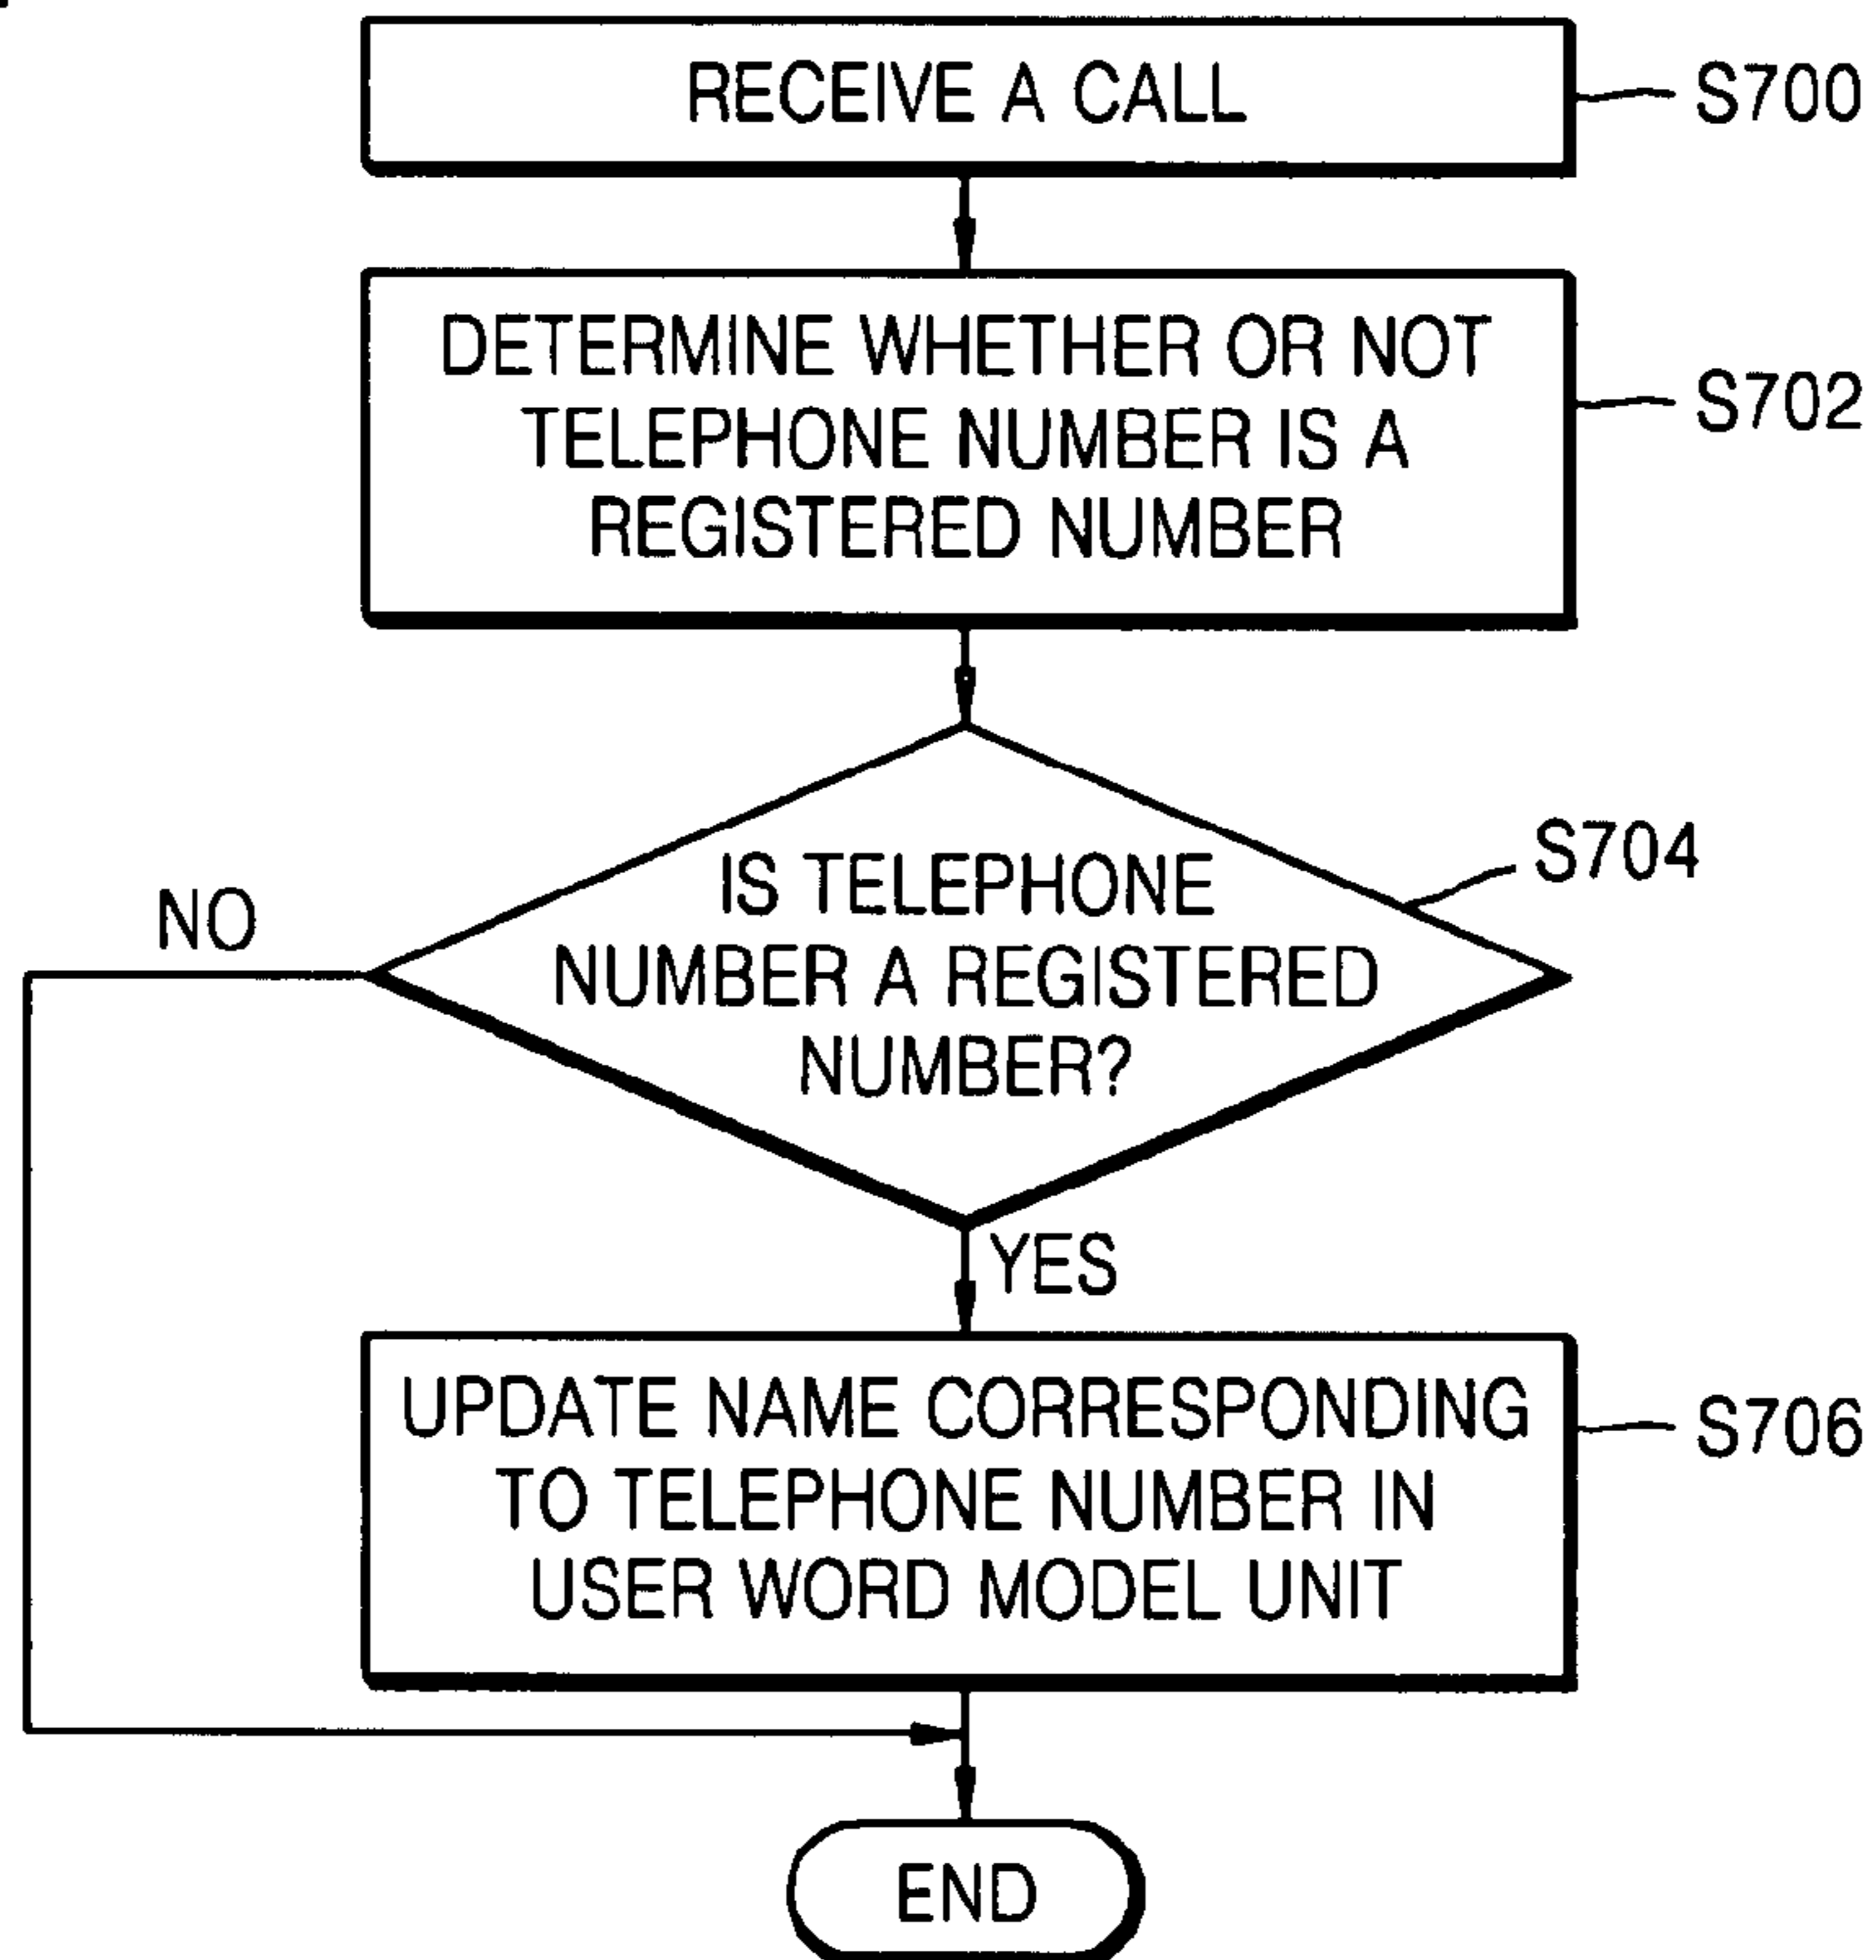 RECEIVE A CALL
S700
DETERMINE WHETHER OR NOT
TELEPHONE NUMBER IS A
REGISTERED NUMBER
S702
IS TELEPHONE
NUMBER A REGISTERED
NUMBER?
S704
NO
YES
UPDATE NAME CORRESPONDING
TO TELEPHONE NUMBER IN
USER WORD MODEL UNIT
S706
END